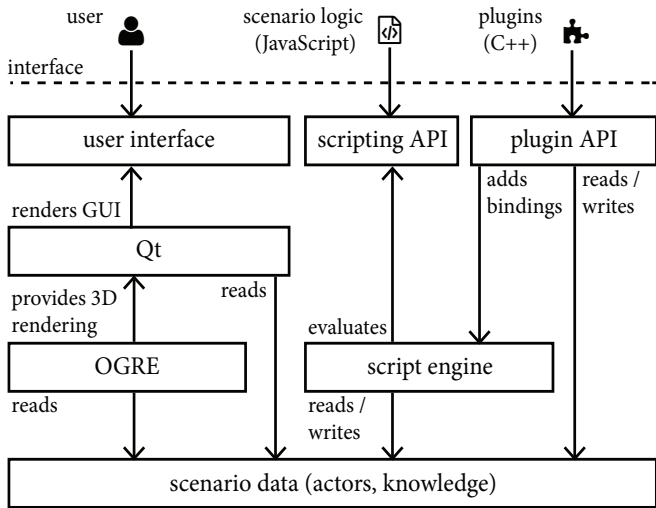 user
scenario logic
(JavaScript)
plugins
(C++)
interface
user interface
scripting API
plugin API
renders GUI
adds
bindings
reads /
writes
Qt
provides 3D
rendering
reads
evaluates
OGRE
script engine
reads
reads /
writes
scenario data (actors, knowledge)